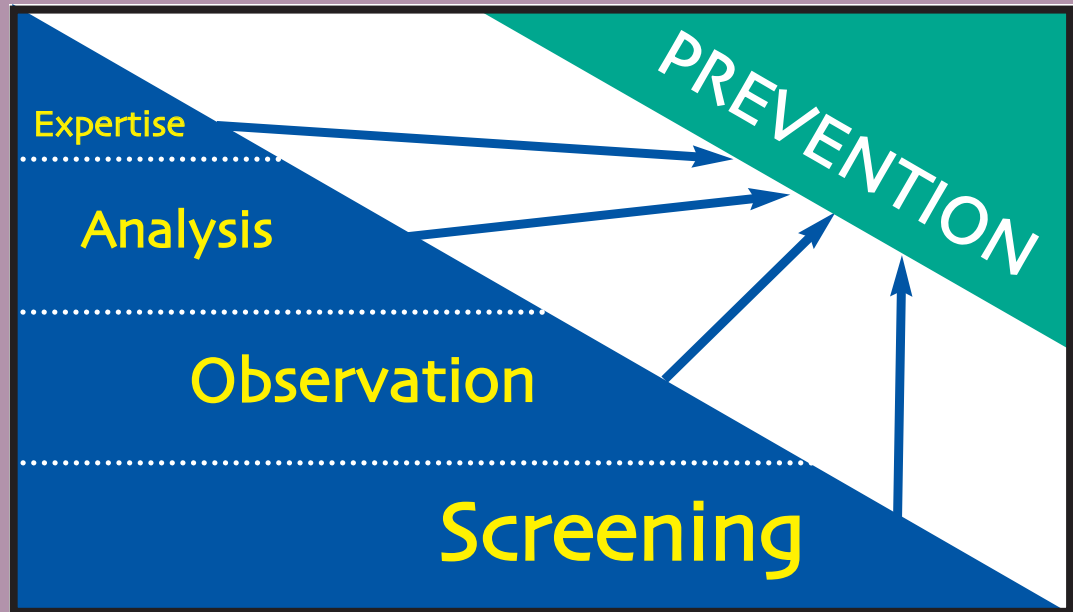 PREVENTION
Expertise
Analysis
Observation
Screening